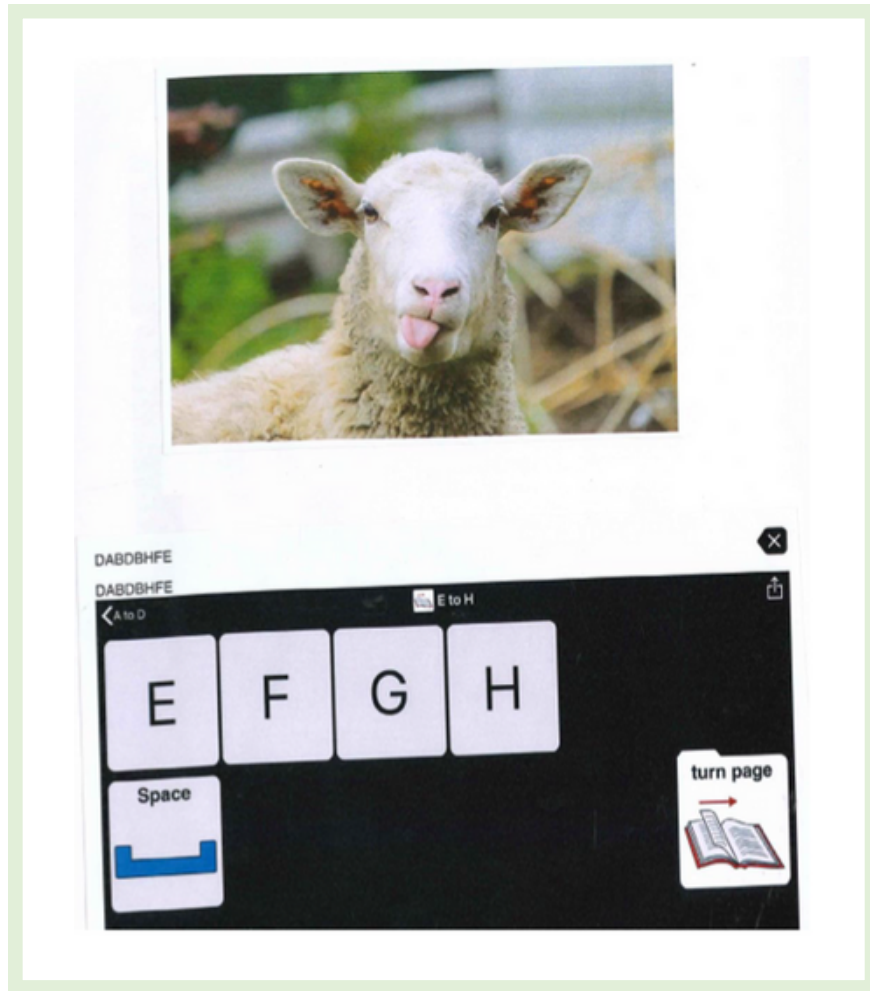 DABDBHFE
DABDBHFE
A to D
E to H
E F G H
Space
turn page